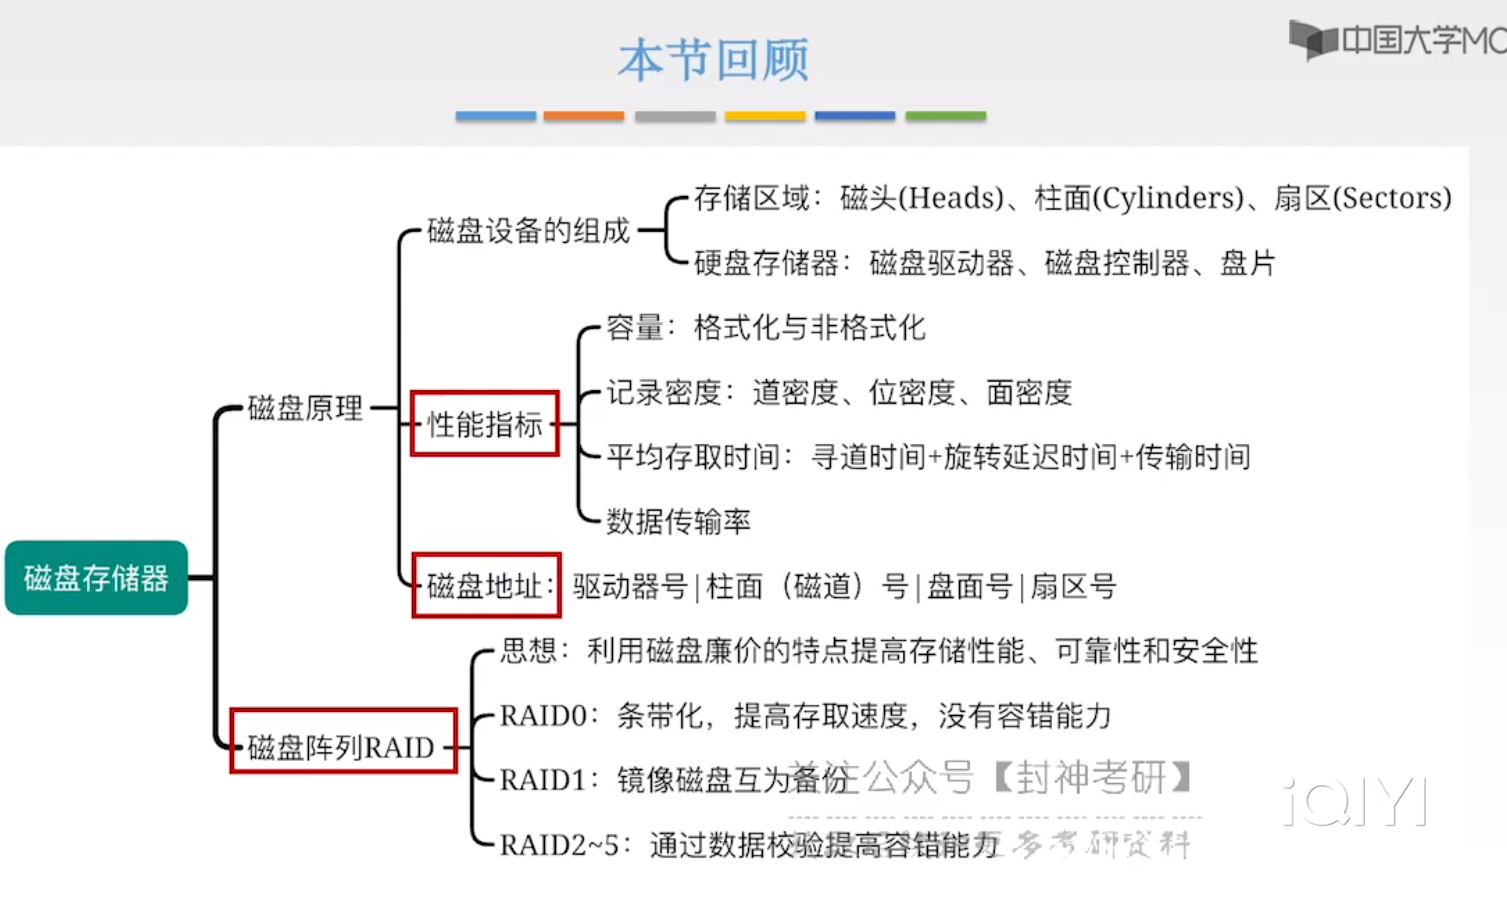 中国大学MO
本节回顾
存储区域：磁头(Heads)、柱面(Cylinders)、扇区(Sectors)
磁盘设备的组成
硬盘存储器：磁盘驱动器、磁盘控制器、盘片
容量：格式化与非格式化
记录密度：道密度、位密度、面密度
磁盘原理
性能指标
平均存取时间：寻道时间+旋转延迟时间+传输时间
数据传输率
磁盘存储器
磁盘地址：驱动器号|柱面（磁道）号|盘面号|扇区号
思想：利用磁盘廉价的特点提高存储性能、可靠性和安全性
RAID0：条带化，提高存取速度，没有容错能力
磁盘阵列RAID
RAID1：镜像磁盘互为备份
关注公众号【封神考研】
iQIYI
RAID2~5：通过数据校验提高容错能力
更多考研资料